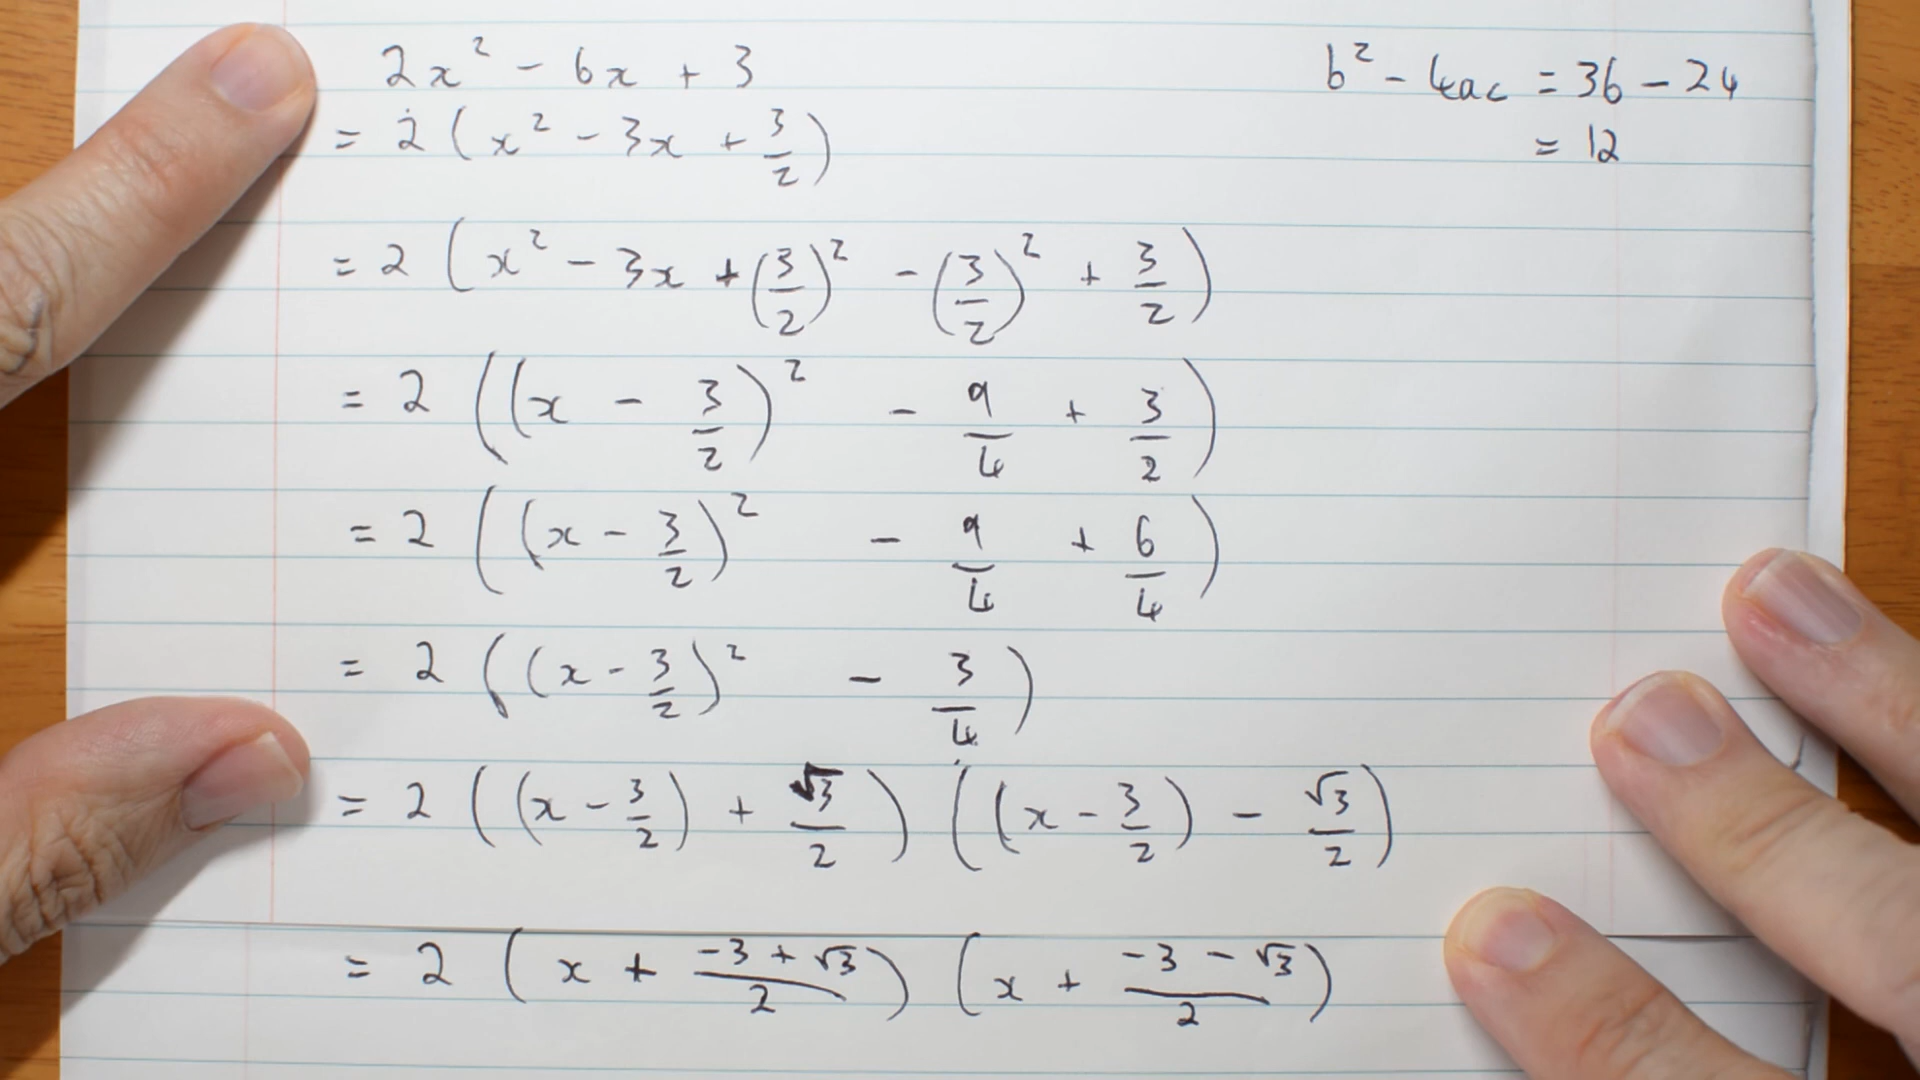 2x² - 6x + 3
b² - 4ac = 36 - 24
= 12
= 2 (x² - 3x + 3/2)
= 2 (x² - 3x + (3/2)² - (3/2)² + 3/2)
= 2 ((x - 3/2)² - 9/4 + 3/2)
= 2 ((x - 3/2)² - 9/4 + 6/4)
= 2 ((x - 3/2)² - 3/4)
= 2 ((x - 3/2) + √3/2) ((x - 3/2) - √3/2)
= 2 (x + (-3 + √3)/2) (x + (-3 - √3)/2)